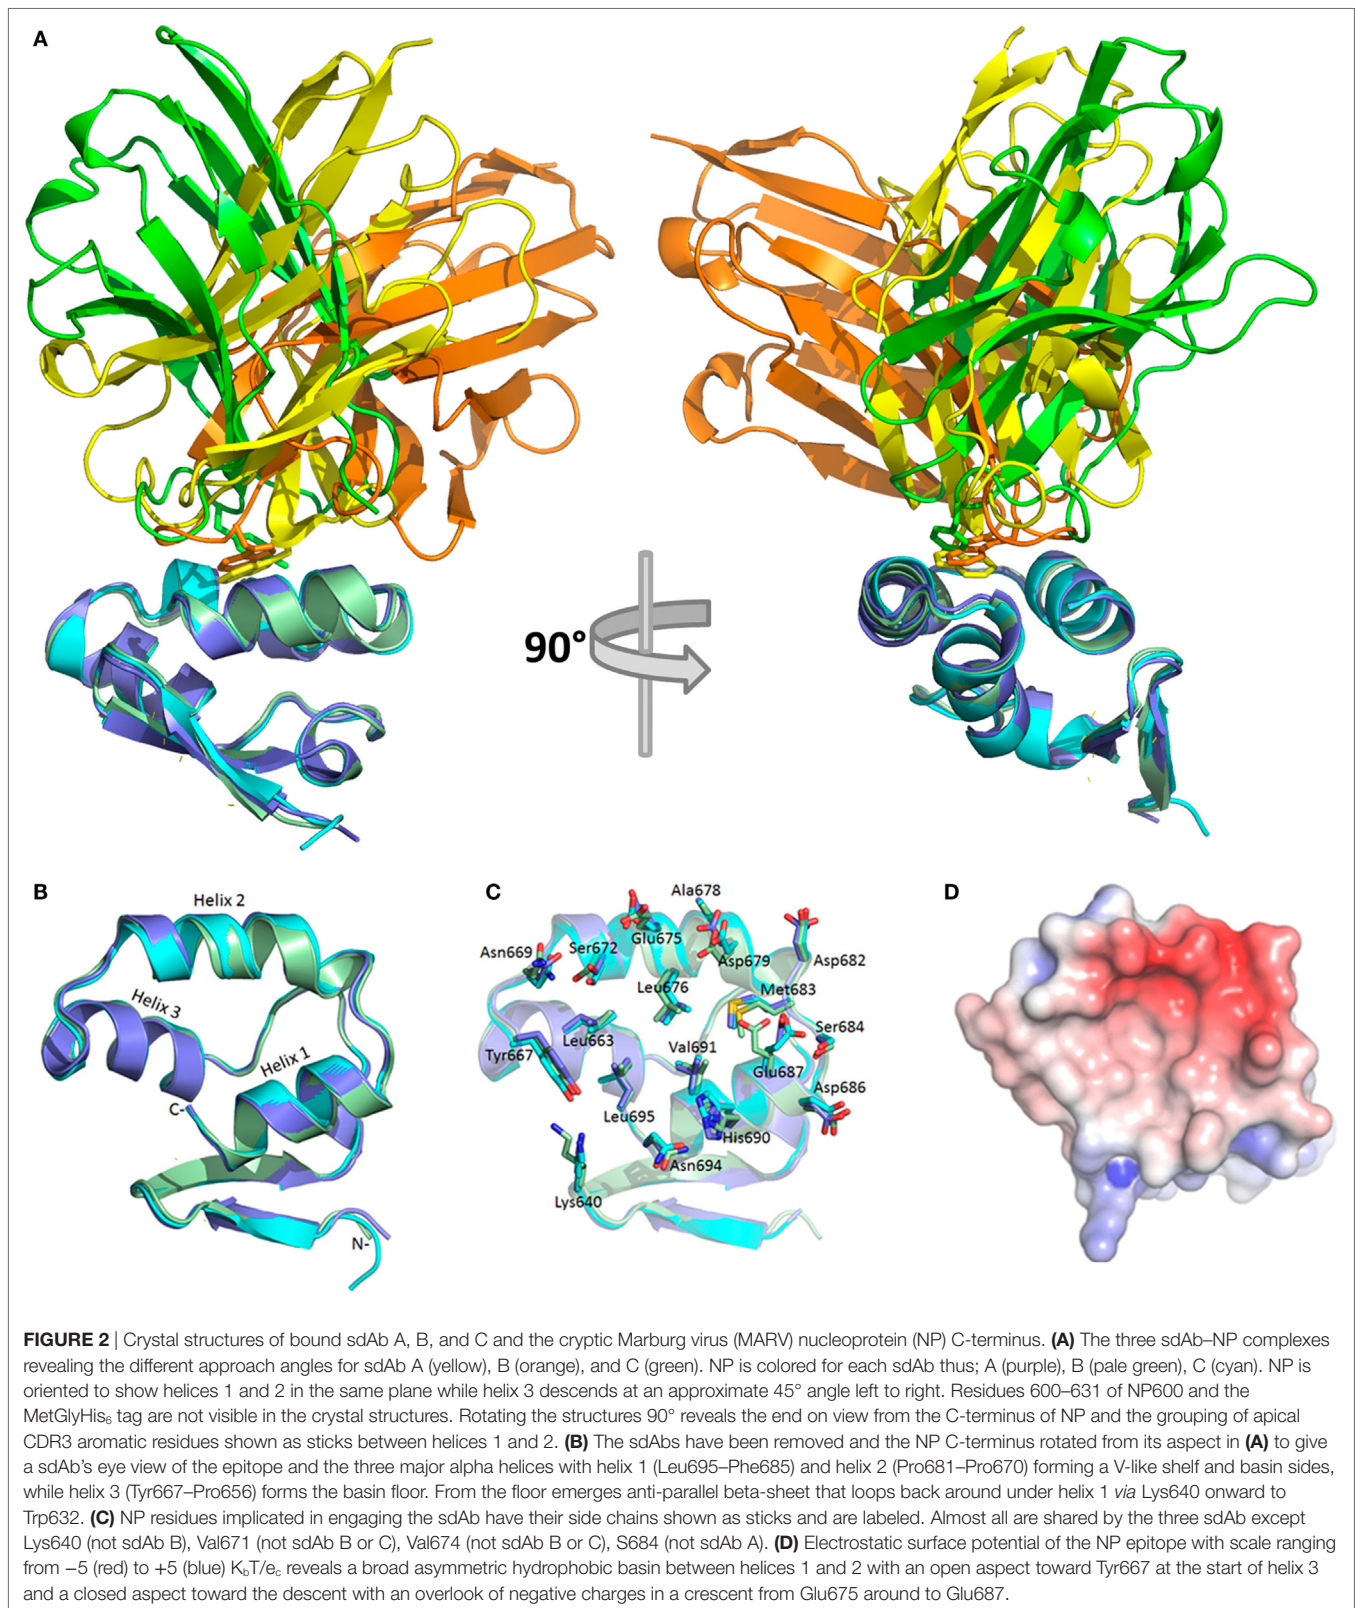 A
90°
B
Helix 2
Helix 3
Helix 1
C-
N-
C
Ala678
Glu675
Ser672
Asn669
Asp679
Asp682
Leu676
Met683
Leu663
Ser684
Tyr667
Val691
Glu687
Asp686
Leu695
His690
Asn694
Lys640
D
FIGURE 2 | Crystal structures of bound sdAb A, B, and C and the cryptic Marburg virus (MARV) nucleoprotein (NP) C-terminus. (A) The three sdAb–NP complexes
revealing the different approach angles for sdAb A (yellow), B (orange), and C (green). NP is colored for each sdAb thus; A (purple), B (pale green), C (cyan). NP is
oriented to show helices 1 and 2 in the same plane while helix 3 descends at an approximate 45° angle left to right. Residues 600–631 of NP600 and the
MetGlyHis₆ tag are not visible in the crystal structures. Rotating the structures 90° reveals the end on view from the C-terminus of NP and the grouping of apical
CDR3 aromatic residues shown as sticks between helices 1 and 2. (B) The sdAbs have been removed and the NP C-terminus rotated from its aspect in (A) to give
a sdAb's eye view of the epitope and the three major alpha helices with helix 1 (Leu695–Phe685) and helix 2 (Pro681–Pro670) forming a V-like shelf and basin sides,
while helix 3 (Tyr667–Pro656) forms the basin floor. From the floor emerges anti-parallel beta-sheet that loops back around under helix 1 via Lys640 onward to
Trp632. (C) NP residues implicated in engaging the sdAb have their side chains shown as sticks and are labeled. Almost all are shared by the three sdAb except
Lys640 (not sdAb B), Val671 (not sdAb B or C), Val674 (not sdAb B or C), S684 (not sdAb A). (D) Electrostatic surface potential of the NP epitope with scale ranging
from −5 (red) to +5 (blue) KbT/ec reveals a broad asymmetric hydrophobic basin between helices 1 and 2 with an open aspect toward Tyr667 at the start of helix 3
and a closed aspect toward the descent with an overlook of negative charges in a crescent from Glu675 around to Glu687.